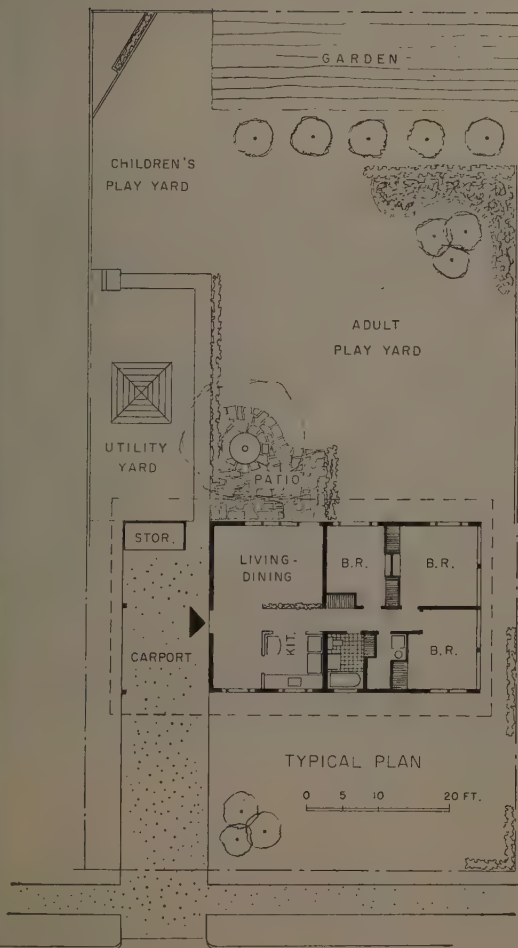 GARDEN
CHILDREN'S
PLAY YARD
ADULT
PLAY YARD
UTILITY
YARD
PATIO
STOR.
LIVING-
DINING
B.R.
B.R.
KIT.
B.R.
CARPORT
TYPICAL PLAN
0 5 10 20 FT.